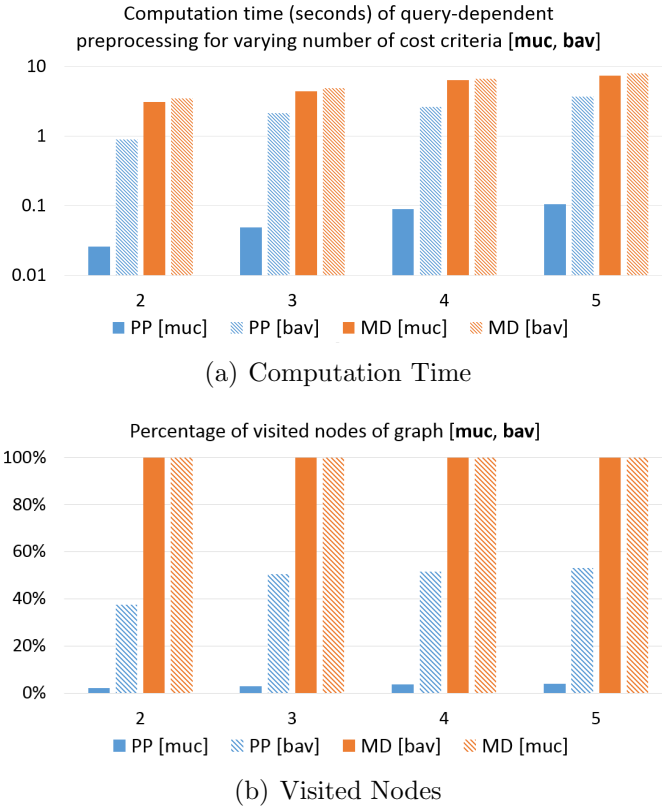 Computation time (seconds) of query-dependent
preprocessing for varying number of cost criteria [muc, bav]
10
1
0.1
0.01
2 3 4 5
PP [muc] PP [bav] MD [muc] MD [bav]
(a) Computation Time
Percentage of visited nodes of graph [muc, bav]
100%
80%
60%
40%
20%
0%
2 3 4 5
PP [muc] PP [bav] MD [bav] MD [muc]
(b) Visited Nodes